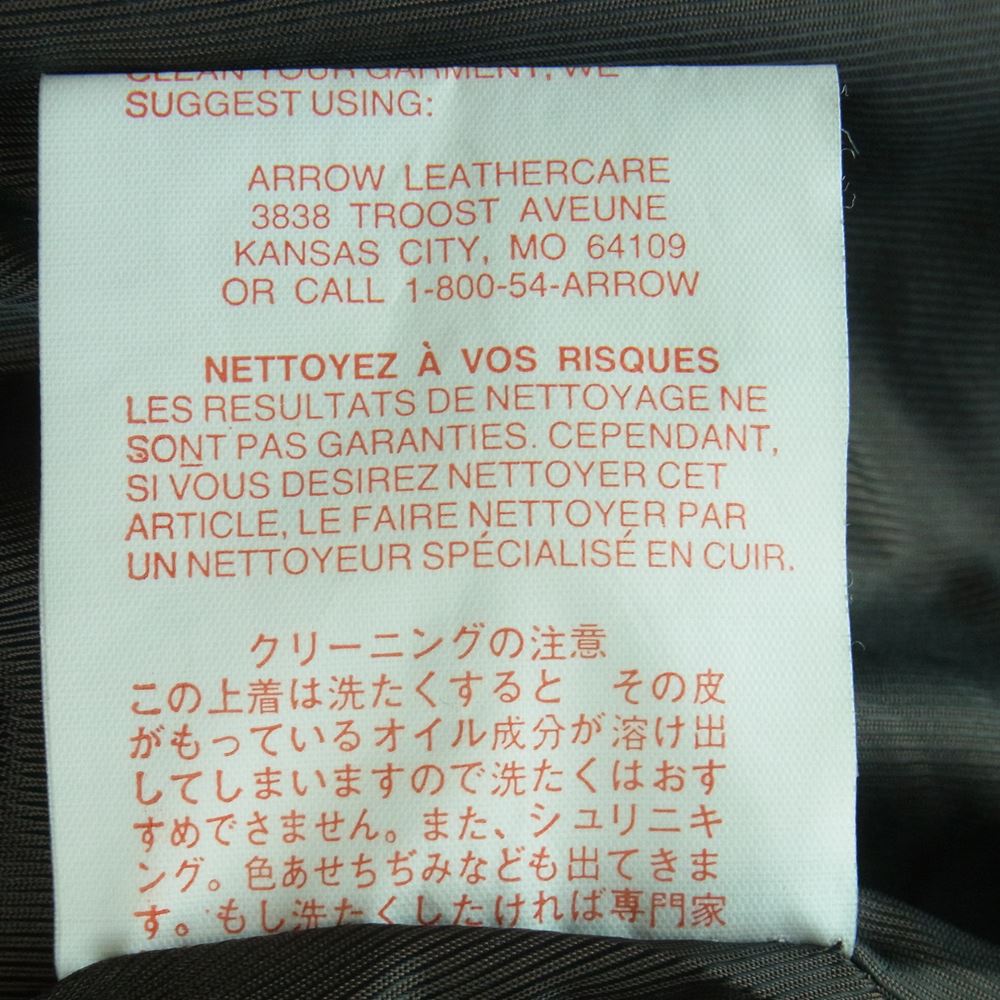 CLEAN YOUR GARMENT, WE
SUGGEST USING:
ARROW LEATHERCARE
3838 TROOST AVEUNE
KANSAS CITY, MO 64109
OR CALL 1-800-54-ARROW
NETTOYEZ À VOS RISQUES
LES RESULTATS DE NETTOYAGE NE
SONT PAS GARANTIES. CEPENDANT,
SI VOUS DESIREZ NETTOYER CET
ARTICLE, LE FAIRE NETTOYER PAR
UN NETTOYEUR SPÉCIALISÉ EN CUIR.
クリーニングの注意
この上着は洗たくすると その皮
がもっているオイル成分が溶け出
してしまいますので洗たくはおす
すめできません。また、シュリニキ
ング。色あせちぢみなども出てきま
す。もし洗たくしたければ専門家